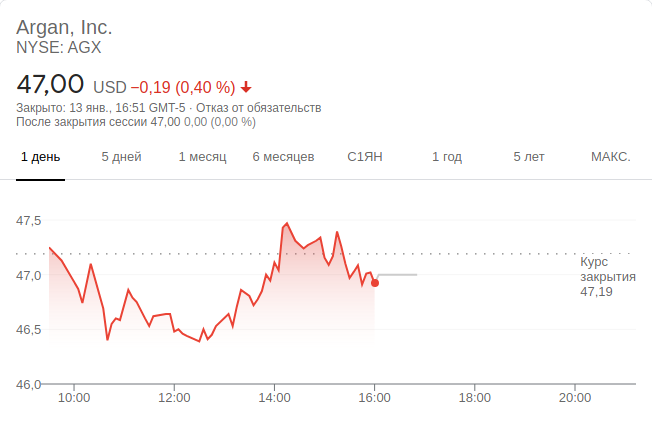 Argan, Inc.
NYSE: AGX
47,00 USD −0,19 (0,40 %)
Закрыто: 13 янв., 16:51 GMT-5 · Отказ от обязательств
После закрытия сессии 47,00 0,00 (0,00 %)
1 день 5 дней 1 месяц 6 месяцев С1ЯН 1 год 5 лет МАКС.
47,5
Курс
закрытия
47,19
47,0
46,5
46,0
10:00 12:00 14:00 16:00 18:00 20:00